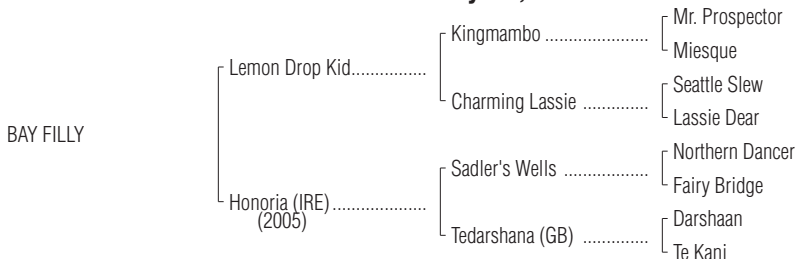 Mr. Prospector
Kingmambo .....................
Miesque
Lemon Drop Kid................
Seattle Slew
Charming Lassie .............
Lassie Dear
BAY FILLY
Northern Dancer
Sadler's Wells .................
Fairy Bridge
Honoria (IRE)...................
(2005)
Darshaan
Tedarshana (GB) .............
Te Kani